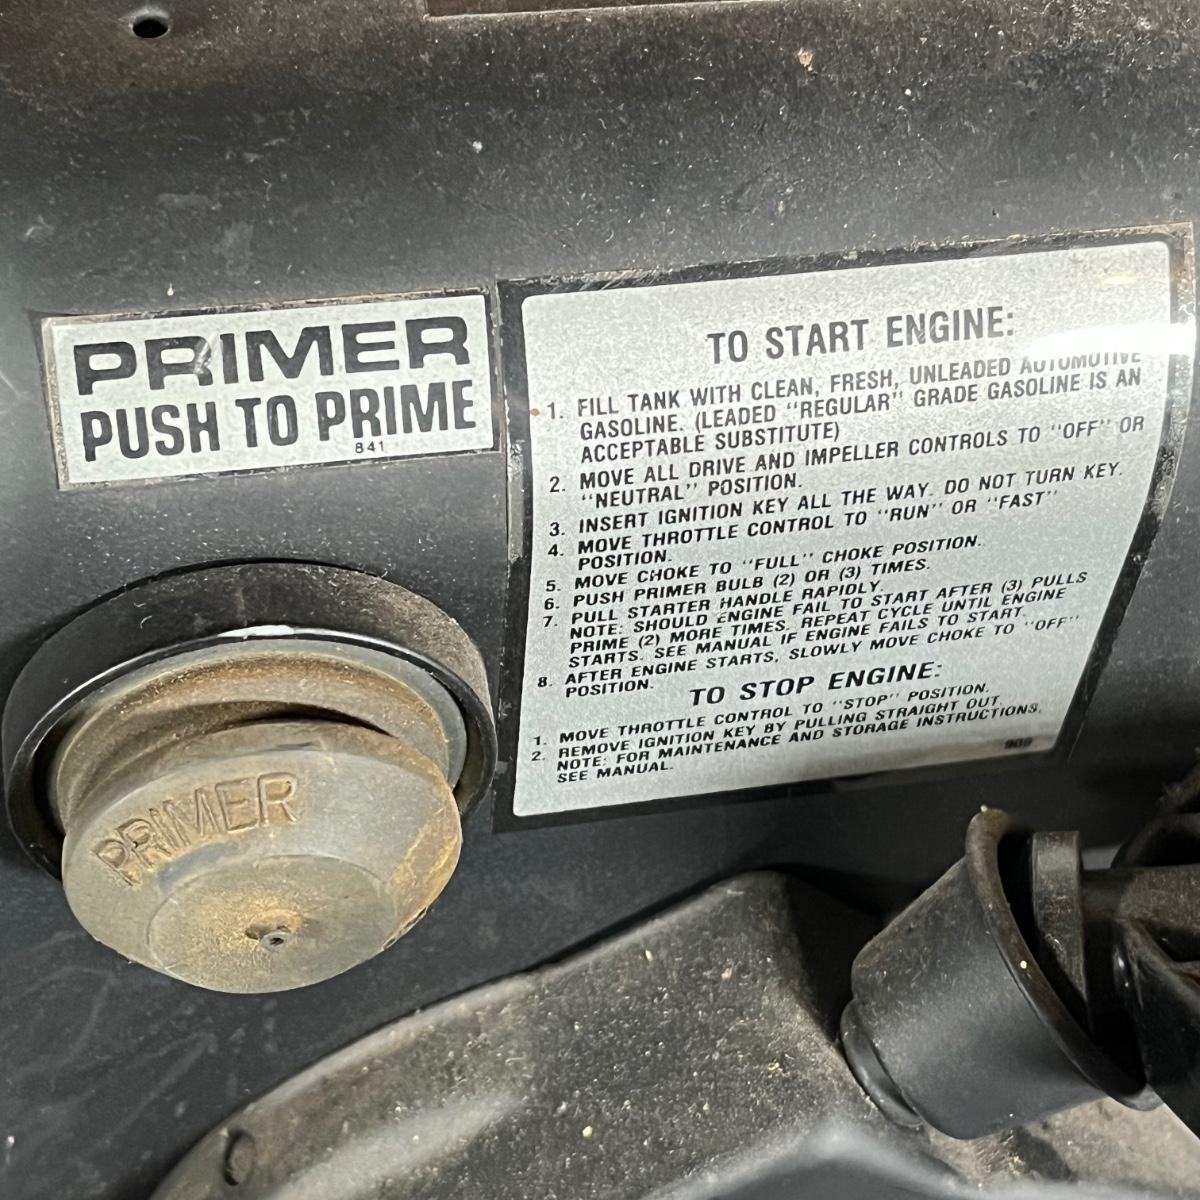 PRIMER
PUSH TO PRIME
841
TO START ENGINE:
1. FILL TANK WITH CLEAN, FRESH, UNLEADED AUTOMOTIVE
GASOLINE. (LEADED "REGULAR" GRADE GASOLINE IS AN
ACCEPTABLE SUBSTITUTE)
2. MOVE ALL DRIVE AND IMPELLER CONTROLS TO "OFF" OR
"NEUTRAL" POSITION.
3. INSERT IGNITION KEY ALL THE WAY. DO NOT TURN KEY.
4. MOVE THROTTLE CONTROL TO "RUN" OR "FAST"
POSITION.
5. MOVE CHOKE TO "FULL" CHOKE POSITION.
6. PUSH PRIMER BULB (2) OR (3) TIMES.
7. PULL STARTER HANDLE RAPIDLY.
NOTE: SHOULD ENGINE FAIL TO START AFTER (3) PULLS
PRIME (2) MORE TIMES. REPEAT CYCLE UNTIL ENGINE
STARTS. SEE MANUAL IF ENGINE FAILS TO START.
8. AFTER ENGINE STARTS, SLOWLY MOVE CHOKE TO "OFF"
POSITION.
TO STOP ENGINE:
1. MOVE THROTTLE CONTROL TO "STOP" POSITION.
2. REMOVE IGNITION KEY BY PULLING STRAIGHT OUT.
NOTE: FOR MAINTENANCE AND STORAGE INSTRUCTIONS,
SEE MANUAL.
909
PRIMER